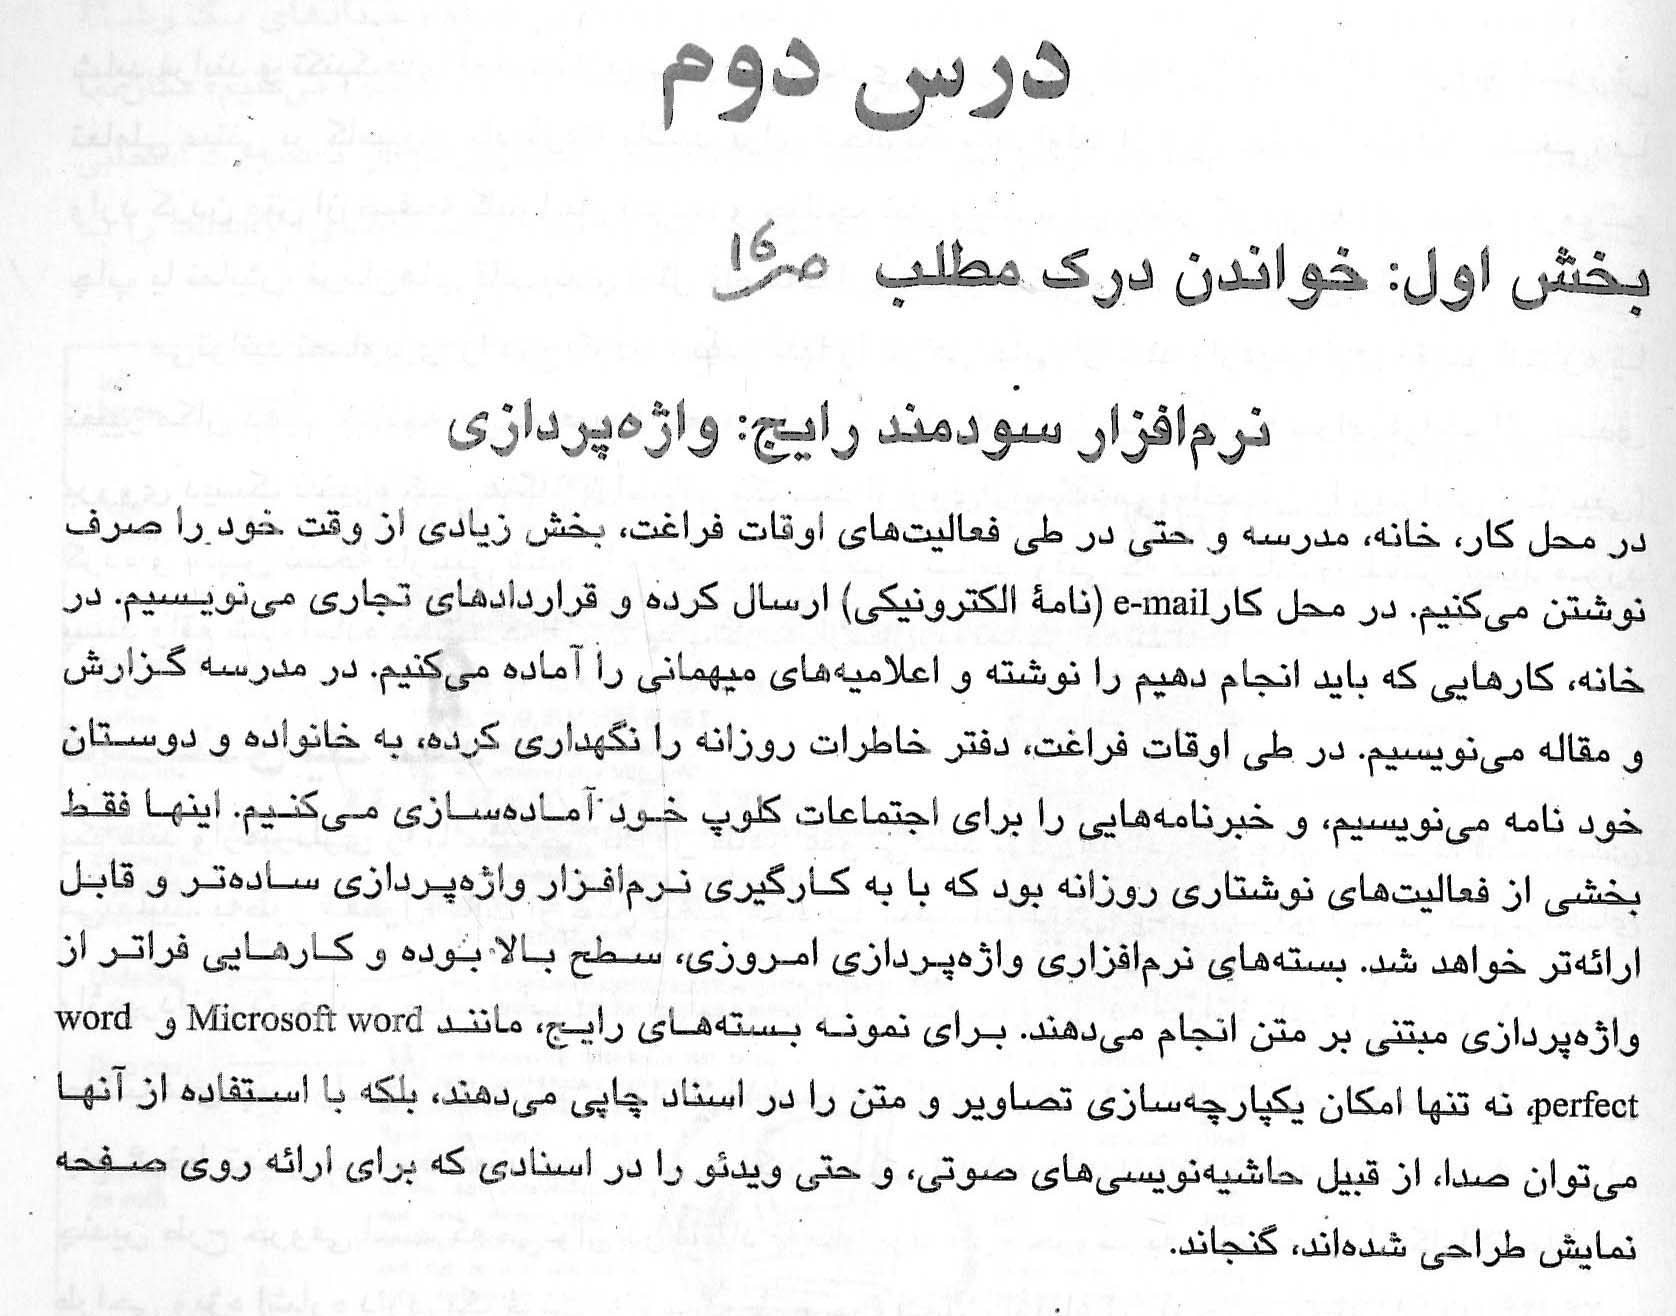 درس دوم
بخش اول: خواندن درک مطلب ص ۱۶
نرم‌افزار سودمند رایج: واژه‌پردازی
در محل کار، خانه، مدرسه و حتی در طی فعالیت‌های اوقات فراغت، بخش زیادی از وقت خود را صرف
نوشتن می‌کنیم. در محل کار e-mail (نامۀ الکترونیکی) ارسال کرده و قراردادهای تجاری می‌نویسیم. در
خانه، کارهایی که باید انجام دهیم را نوشته و اعلامیه‌های میهمانی را آماده می‌کنیم. در مدرسه گزارش
و مقاله می‌نویسیم. در طی اوقات فراغت، دفتر خاطرات روزانه را نگهداری کرده، به خانواده و دوستان
خود نامه می‌نویسیم، و خبرنامه‌هایی را برای اجتماعات کلوپ خود آماده‌سازی می‌کنیم. اینها فقط
بخشی از فعالیت‌های نوشتاری روزانه بود که با به کارگیری نرم‌افزار واژه‌پردازی ساده‌تر و قابل
ارائه‌تر خواهد شد. بسته‌های نرم‌افزاری واژه‌پردازی امروزی، سطح بالا بوده و کارهایی فراتر از
واژه‌پردازی مبتنی بر متن انجام می‌دهند. برای نمونه بسته‌های رایج، مانند Microsoft word و word
perfect، نه تنها امکان یکپارچه‌سازی تصاویر و متن را در اسناد چاپی می‌دهند، بلکه با استفاده از آنها
می‌توان صدا، از قبیل حاشیه‌نویسی‌های صوتی، و حتی ویدئو را در اسنادی که برای ارائه روی صفحه
نمایش طراحی شده‌اند، گنجاند.